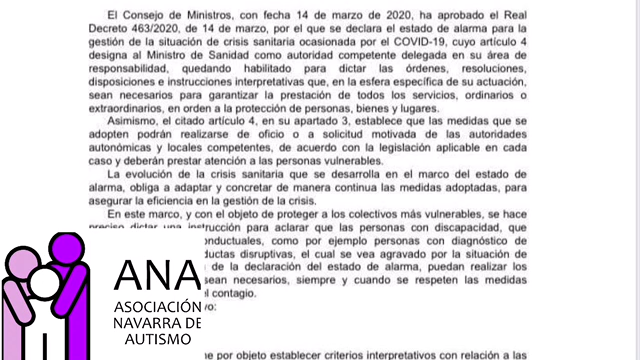 El Consejo de Ministros, con fecha 14 de marzo de 2020, ha aprobado el Real
Decreto 463/2020, de 14 de marzo, por el que se declara el estado de alarma para la
gestión de la situación de crisis sanitaria ocasionada por el COVID-19, cuyo artículo 4
designa al Ministro de Sanidad como autoridad competente delegada en su área de
responsabilidad, quedando habilitado para dictar las órdenes, resoluciones,
disposiciones e instrucciones interpretativas que, en la esfera específica de su actuación,
sean necesarios para garantizar la prestación de todos los servicios, ordinarios o
extraordinarios, en orden a la protección de personas, bienes y lugares.
Asimismo, el citado artículo 4, en su apartado 3, establece que las medidas que se
adopten podrán realizarse de oficio o a solicitud motivada de las autoridades
autonómicas y locales competentes, de acuerdo con la legislación aplicable en cada
caso y deberán prestar atención a las personas vulnerables.
La evolución de la crisis sanitaria que se desarrolla en el marco del estado de
alarma, obliga a adaptar y concretar de manera continua las medidas adoptadas, para
asegurar la eficiencia en la gestión de la crisis.
En este marco, y con el objeto de proteger a los colectivos más vulnerables, se hace
preciso dictar una instrucción para aclarar que las personas con discapacidad, que
onductuales, como por ejemplo personas con diagnóstico de
ductas disruptivas, el cual se vea agravado por la situación de
de la declaración del estado de alarma, puedan realizar los
sean necesarios, siempre y cuando se respeten las medidas
el contagio.
vo:
ne por objeto establecer criterios interpretativos con relación a las
ANA
ASOCIACIÓN
NAVARRA DE
AUTISMO